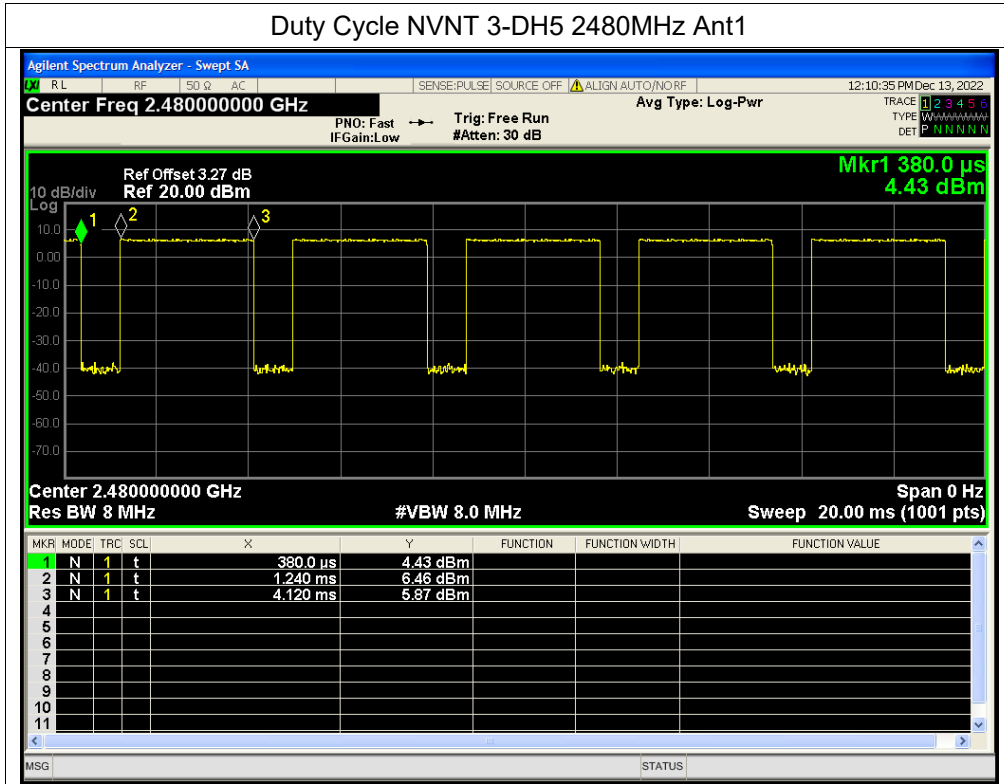 Duty Cycle NVNT 3-DH5 2480MHz Ant1
Agilent Spectrum Analyzer - Swept SA
LXI RL RF 50 Ω AC SENSE:PULSE SOURCE OFF ALIGN AUTO/NO RF 12:10:35 PM Dec 13, 2022
Center Freq 2.480000000 GHz Avg Type: Log-Pwr TRACE 1 2 3 4 5 6
PNO: Fast Trig: Free Run TYPE WWWWWW
IFGain:Low #Atten: 30 dB DET P N N N N N
Mkr1 380.0 µs
Ref Offset 3.27 dB
10 dB/div Ref 20.00 dBm 4.43 dBm
Log
1 2 3
10.0
0.00
-10.0
-20.0
-30.0
-40.0
-50.0
-60.0
-70.0
Center 2.480000000 GHz Span 0 Hz
Res BW 8 MHz #VBW 8.0 MHz Sweep 20.00 ms (1001 pts)
MKR MODE TRC SCL X Y FUNCTION FUNCTION WIDTH FUNCTION VALUE
1 N 1 t 380.0 µs 4.43 dBm
2 N 1 t 1.240 ms 6.46 dBm
3 N 1 t 4.120 ms 5.87 dBm
4
5
6
7
8
9
10
11
MSG STATUS